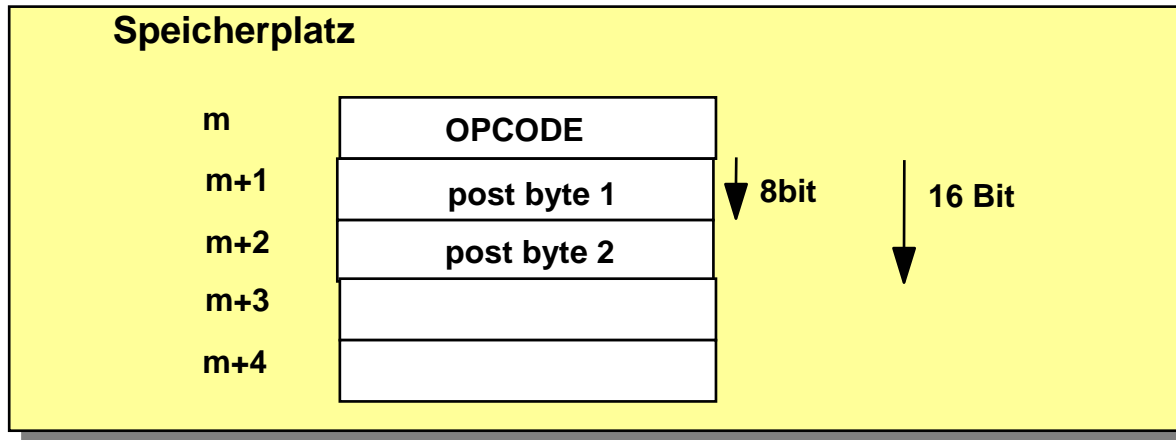 Speicherplatz
m
OPCODE
m+1
post byte 1
8bit
16 Bit
m+2
post byte 2
m+3
m+4